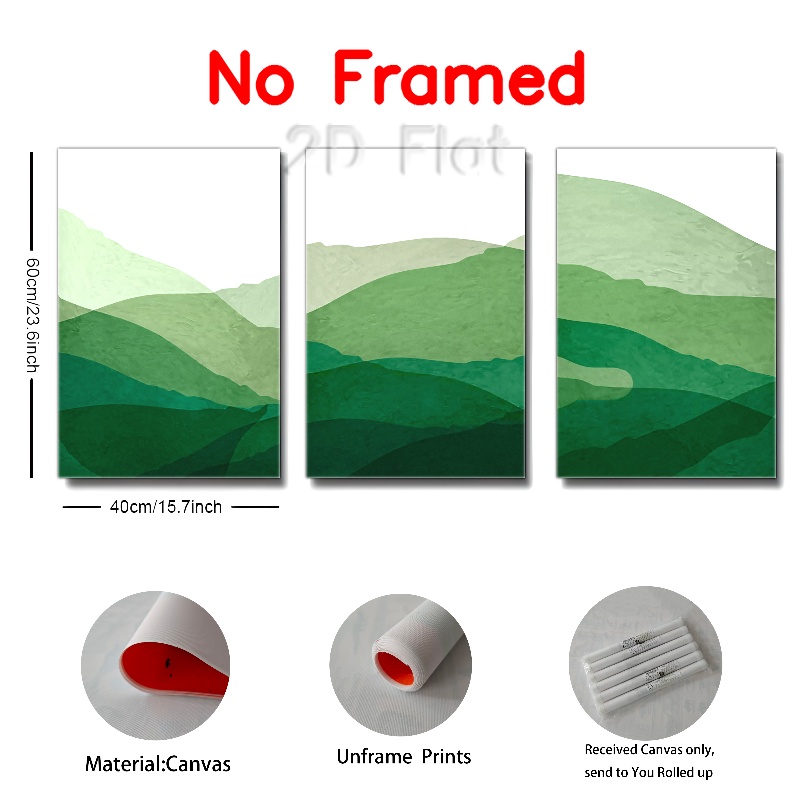 No Framed
2D Flat
60cm/23.6inch
40cm/15.7inch
Material:Canvas
Unframe Prints
Received Canvas only,
send to You Rolled up